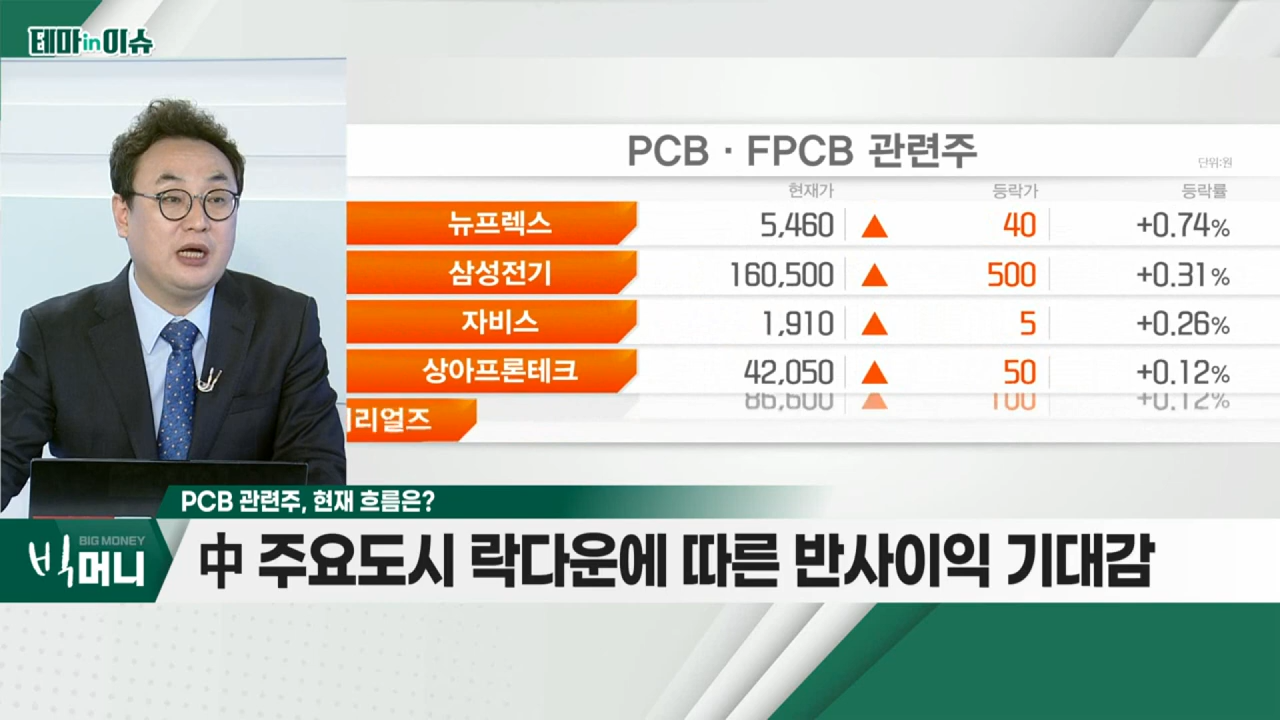 테마in이슈
PCB · FPCB 관련주
단위:원
현재가 등락가 등락률
뉴프렉스 5,460 ▲ 40 +0.74%
삼성전기 160,500 ▲ 500 +0.31%
자비스 1,910 ▲ 5 +0.26%
상아프론테크 42,050 ▲ 50 +0.12%
리얼즈 86,600 ▲ 100 +0.12%
PCB 관련주, 현재 흐름은?
BIG MONEY
빅머니
中 주요도시 락다운에 따른 반사이익 기대감